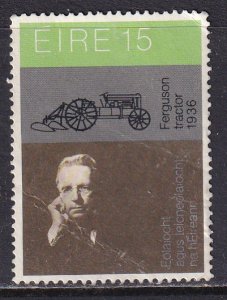 EIRE 15
Ferguson
tractor
1936
Eolaíocht
agus teicneolaíocht
na hÉireann